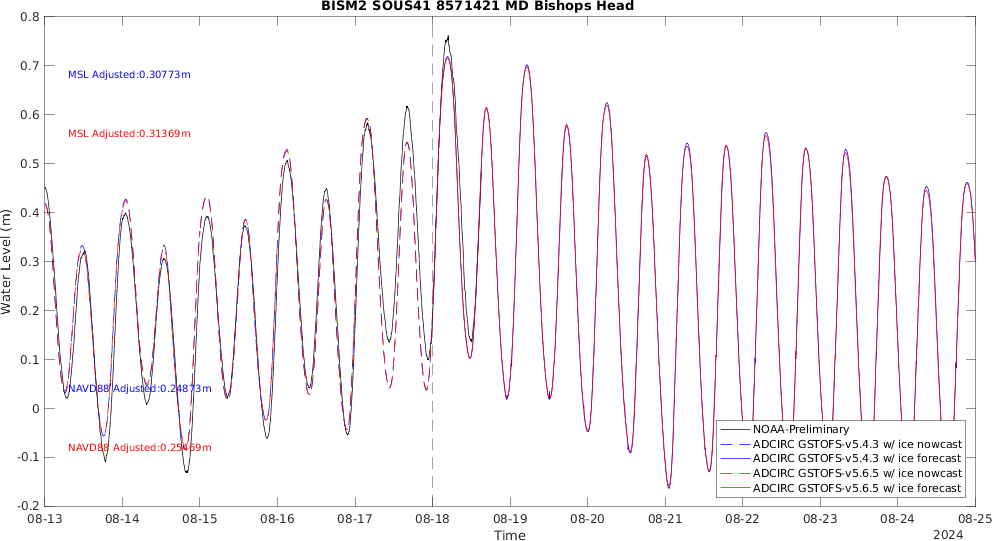 BISM2 SOUS41 8571421 MD Bishops Head
0.8
0.7
0.6
0.5
0.4
0.3
0.2
0.1
0
-0.1
-0.2
Water Level (m)
MSL Adjusted:0.30773m
MSL Adjusted:0.31369m
NAVD88 Adjusted:0.24873m
NAVD88 Adjusted:0.25469m
NOAA-Preliminary
ADCIRC GSTOFS-v5.4.3 w/ ice nowcast
ADCIRC GSTOFS-v5.4.3 w/ ice forecast
ADCIRC GSTOFS-v5.6.5 w/ ice nowcast
ADCIRC GSTOFS-v5.6.5 w/ ice forecast
08-13 08-14 08-15 08-16 08-17 08-18 08-19 08-20 08-21 08-22 08-23 08-24 08-25
Time
2024